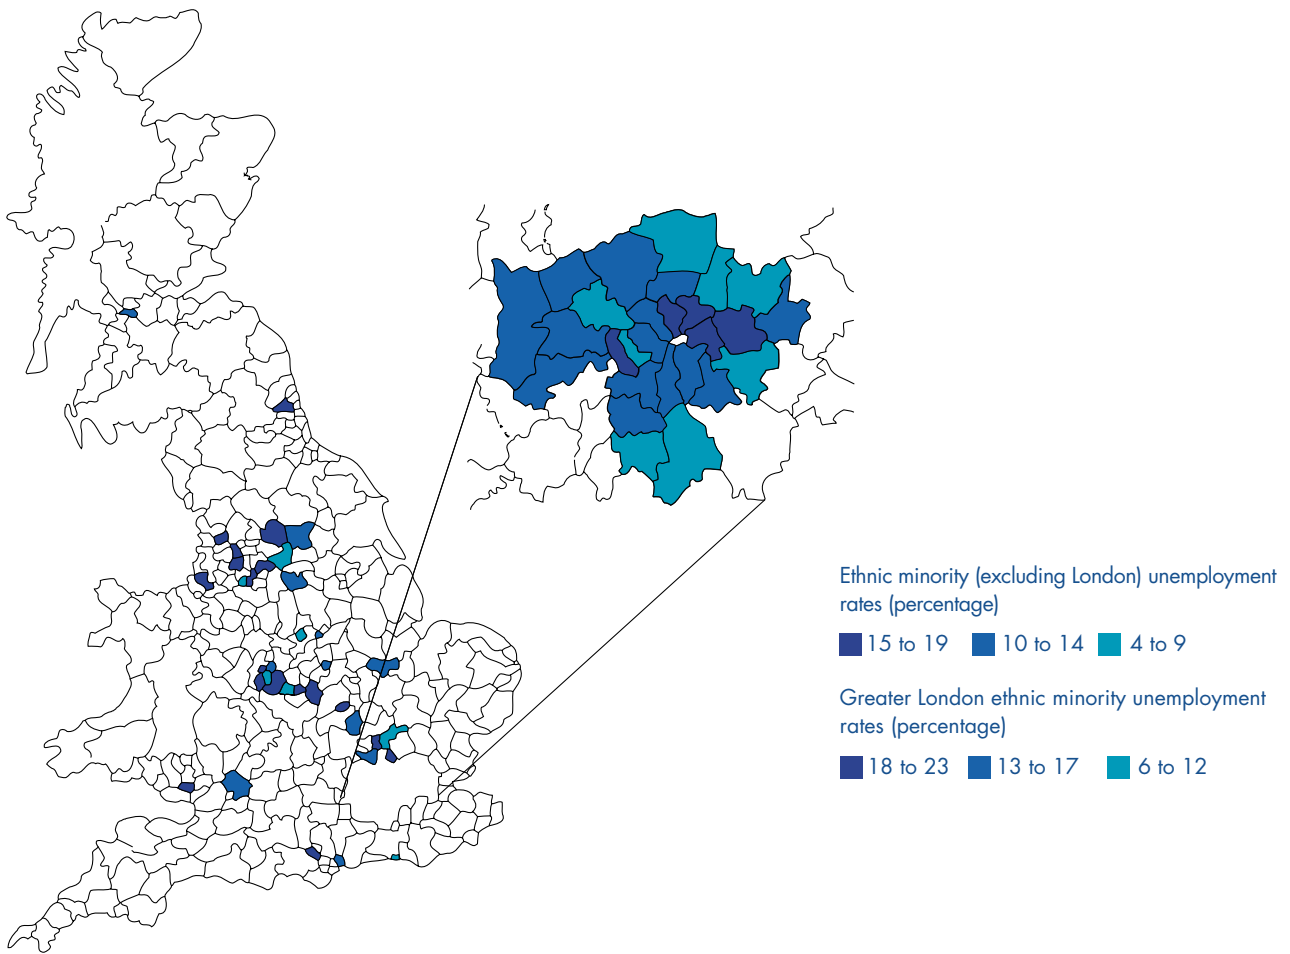 Ethnic minority (excluding London) unemployment
rates (percentage)
15 to 19 10 to 14 4 to 9
Greater London ethnic minority unemployment
rates (percentage)
18 to 23 13 to 17 6 to 12